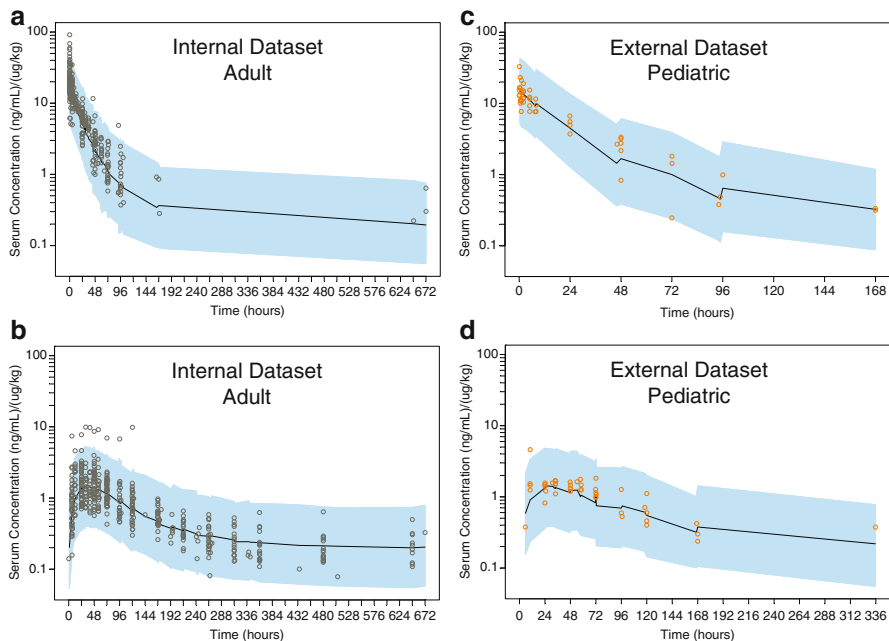 a
Internal Dataset
Adult
Serum Concentration (ng/mL)/(ug/kg)
100
10
1
0.1
0 48 96 144 192 240 288 336 384 432 480 528 576 624 672
Time (hours)
c
External Dataset
Pediatric
Serum Concentration (ng/mL)/(ug/kg)
100
10
1
0.1
0 24 48 72 96 120 144 168
Time (hours)
b
Internal Dataset
Adult
Serum Concentration (ng/mL)/(ug/kg)
100
10
1
0.1
0 48 96 144 192 240 288 336 384 432 480 528 576 624 672
Time (hours)
d
External Dataset
Pediatric
Serum Concentration (ng/mL)/(ug/kg)
100
10
1
0.1
0 24 48 72 96 120 144 168 192 216 240 264 288 312 336
Time (hours)